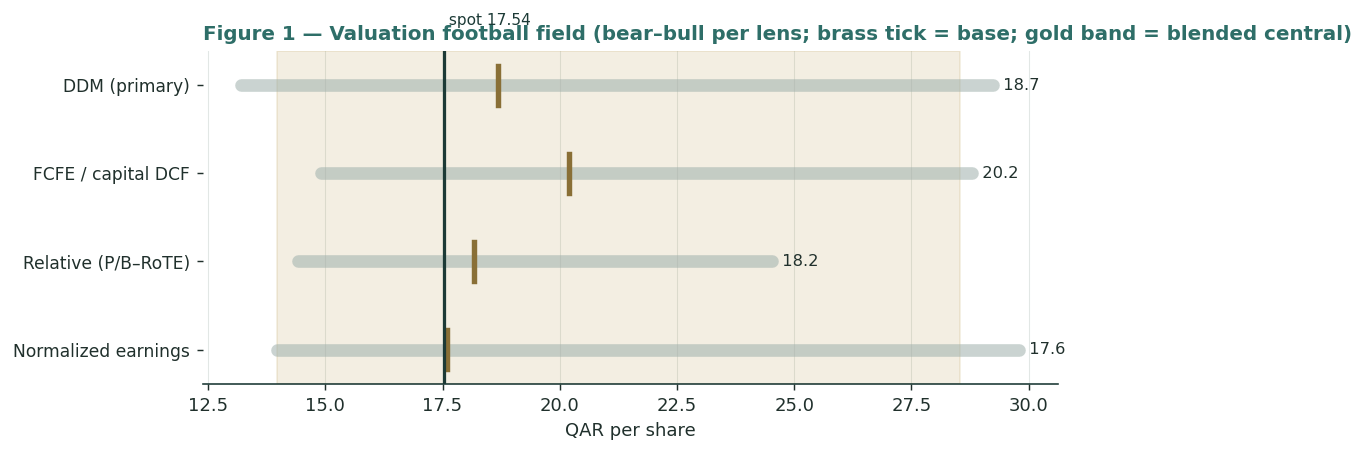 spot 17.54
Figure 1 — Valuation football field (bear–bull per lens; brass tick = base; gold band = blended central)
DDM (primary)
18.7
FCFE / capital DCF
20.2
Relative (P/B–RoTE)
18.2
Normalized earnings
17.6
12.5 15.0 17.5 20.0 22.5 25.0 27.5 30.0
QAR per share